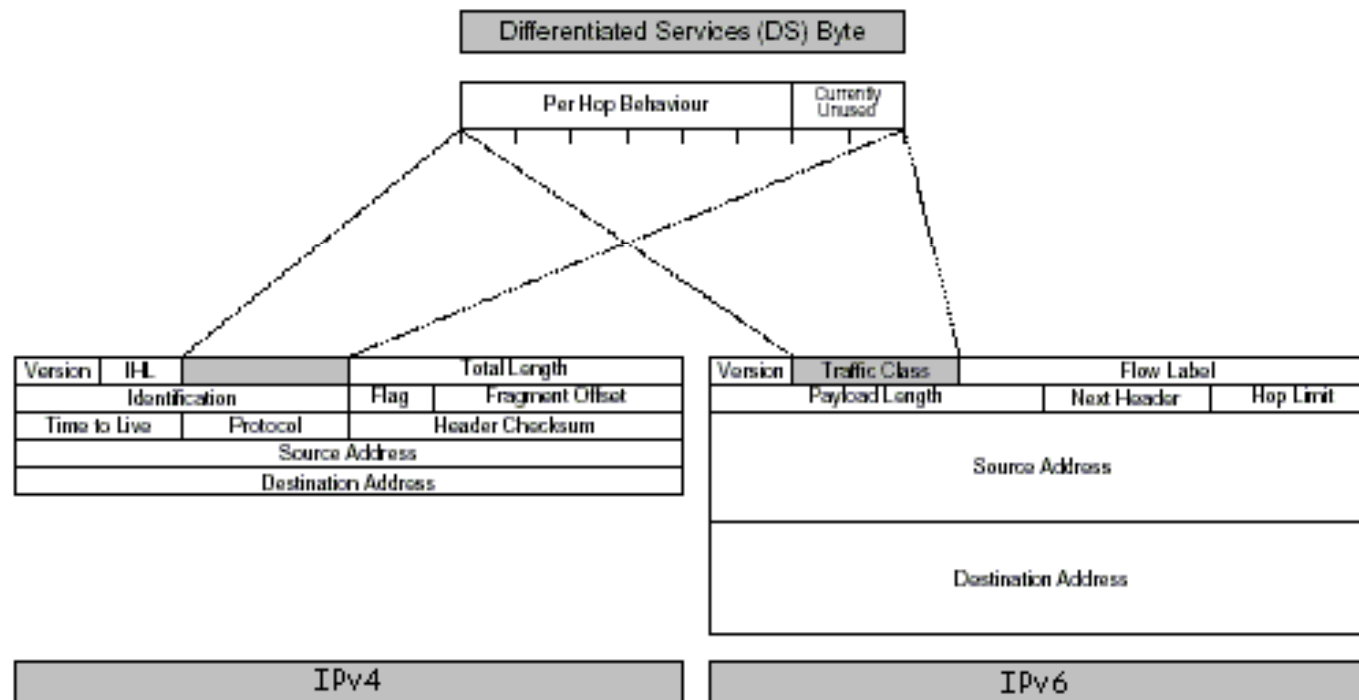 Differentiated Services (DS) Byte
Per Hop Behaviour
Currently
Unused
Version IHL Total Length
Identification Flag Fragment Offset
Time to Live Protocol Header Checksum
Source Address
Destination Address
Version Traffic Class Flow Label
Payload Length Next Header Hop Limit
Source Address
Destination Address
IPv4
IPv6